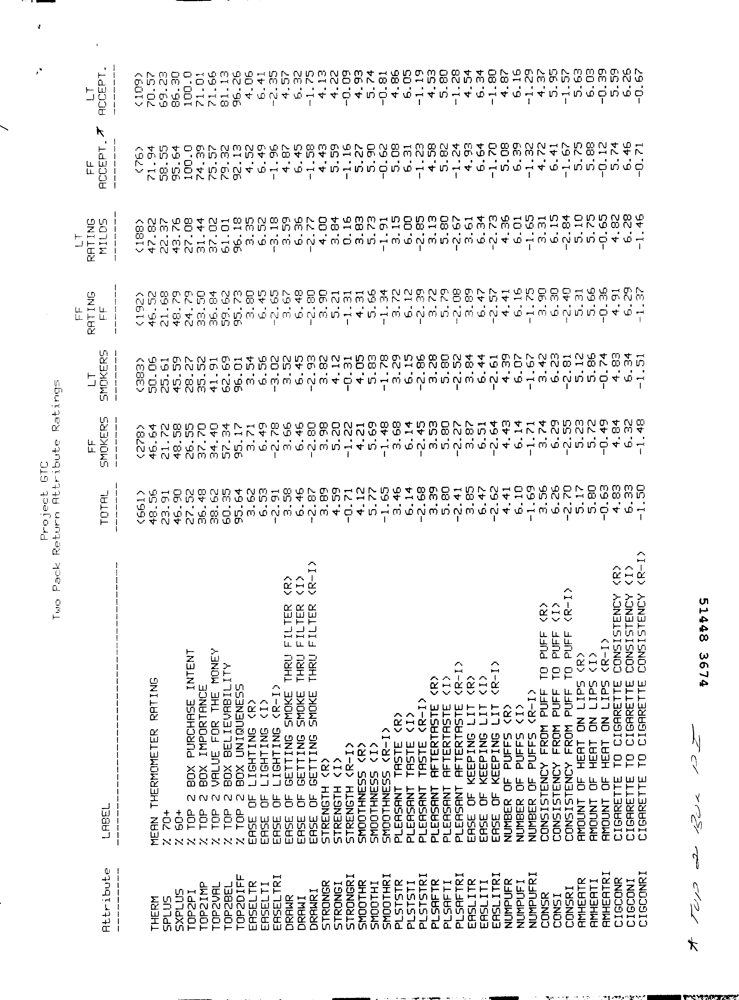 Project GTC
Two Pack Return Attribute Ratings
FF LT
FF LT RATING RATING FF LT
Attribute LABEL TOTAL SMOKERS SMOKERS FF MILDS ACCEPT.* ACCEPT.
(661) (278) (383) (192) (188) (76) (109)
THERM MEAN THERMOMETER RATING 48.56 46.64 50.06 46.52 47.82 71.94 70.57
SPLUS % 70+ 23.91 21.72 25.61 21.68 22.37 58.55 69.23
SXPLUS % 60+ 46.90 48.58 45.59 48.79 43.76 95.64 86.30
TOP2PI % TOP 2 BOX PURCHASE INTENT 27.52 26.55 28.27 24.79 27.08 100.0 100.0
TOP2IMP % TOP 2 BOX IMPORTANCE 36.48 37.70 35.52 33.50 31.44 74.39 71.01
TOP2VAL % TOP 2 VALUE FOR THE MONEY 38.62 34.40 41.91 36.84 37.02 75.57 71.66
TOP2BEL % TOP 2 BOX BELIEVABILITY 60.35 57.34 62.69 59.62 61.01 79.32 81.13
TOP2DIFF % TOP 2 BOX UNIQUENESS 95.64 95.17 96.01 95.73 96.18 92.13 96.26
EASELTR EASE OF LIGHTING (R) 3.62 3.71 3.54 3.80 3.35 4.52 4.06
EASELTI EASE OF LIGHTING (I) 6.53 6.49 6.56 6.45 6.52 6.49 6.41
EASELTRI EASE OF LIGHTING (R-I) -2.91 -2.78 -3.02 -2.65 -3.18 -1.96 -2.35
DRAWR EASE OF GETTING SMOKE THRU FILTER (R) 3.58 3.66 3.52 3.67 3.59 4.87 4.57
DRAWI EASE OF GETTING SMOKE THRU FILTER (I) 6.46 6.46 6.45 6.48 6.36 6.45 6.32
DRAWRI EASE OF GETTING SMOKE THRU FILTER (R-I) -2.87 -2.80 -2.93 -2.80 -2.77 -1.58 -1.75
STRONGR STRENGTH (R) 3.89 3.98 3.82 3.90 4.00 4.43 4.13
STRONGI STRENGTH (I) 4.59 5.20 4.12 5.21 3.84 5.59 4.22
STRONGRI STRENGTH (R-I) -0.71 -1.22 -0.31 -1.31 0.16 -1.16 -0.09
SMOOTHR SMOOTHNESS (R) 4.12 4.21 4.05 4.31 3.83 5.27 4.93
SMOOTHI SMOOTHNESS (I) 5.77 5.69 5.83 5.66 5.73 5.90 5.74
SMOOTHRI SMOOTHNESS (R-I) -1.65 -1.48 -1.78 -1.34 -1.91 -0.62 -0.81
PLSTSTR PLEASANT TASTE (R) 3.46 3.68 3.29 3.72 3.15 5.08 4.86
PLSTSTI PLEASANT TASTE (I) 6.14 6.14 6.15 6.12 6.00 6.31 6.05
PLSTSTRI PLEASANT TASTE (R-I) -2.68 -2.45 -2.86 -2.39 -2.85 -1.23 -1.19
PLSAFTR PLEASANT AFTERTASTE (R) 3.39 3.53 3.28 3.72 3.13 4.58 4.53
PLSAFTI PLEASANT AFTERTASTE (I) 5.80 5.80 5.80 5.79 5.80 5.82 5.80
PLSAFTRI PLEASANT AFTERTASTE (R-I) -2.41 -2.27 -2.52 -2.08 -2.67 -1.24 -1.28
EASLITR EASE OF KEEPING LIT (R) 3.85 3.87 3.84 3.89 3.61 4.93 4.54
EASLITI EASE OF KEEPING LIT (I) 6.47 6.51 6.44 6.47 6.34 6.64 6.34
EASLITRI EASE OF KEEPING LIT (R-I) -2.62 -2.64 -2.61 -2.57 -2.73 -1.70 -1.80
NUMPUFR NUMBER OF PUFFS (R) 4.41 4.43 4.39 4.41 4.36 5.08 4.87
NUMPUFI NUMBER OF PUFFS (I) 6.10 6.14 6.07 6.16 6.01 6.39 6.16
NUMPUFRI NUMBER OF PUFFS (R-I) -1.69 -1.71 -1.67 -1.75 -1.65 -1.32 -1.29
CONSR CONSISTENCY FROM PUFF TO PUFF (R) 3.56 3.74 3.42 3.90 3.31 4.72 4.37
CONSI CONSISTENCY FROM PUFF TO PUFF (I) 6.26 6.29 6.23 6.30 6.15 6.41 5.95
CONSRI CONSISTENCY FROM PUFF TO PUFF (R-I) -2.70 -2.55 -2.81 -2.40 -2.84 -1.67 -1.57
AMHEATR AMOUNT OF HEAT ON LIPS (R) 5.17 5.23 5.12 5.31 5.10 5.75 5.63
AMHEATI AMOUNT OF HEAT ON LIPS (I) 5.80 5.72 5.86 5.66 5.75 5.88 6.03
AMHEATRI AMOUNT OF HEAT ON LIPS (R-I) -0.63 -0.49 -0.74 -0.36 -0.65 -0.12 -0.39
CIGCONR CIGARETTE TO CIGARETTE CONSISTENCY (R) 4.83 4.84 4.83 4.91 4.82 5.74 5.59
CIGCONI CIGARETTE TO CIGARETTE CONSISTENCY (I) 6.33 6.32 6.34 6.29 6.28 6.46 6.26
CIGCONRI CIGARETTE TO CIGARETTE CONSISTENCY (R-I) -1.50 -1.48 -1.51 -1.37 -1.46 -0.71 -0.67
* TOP 2 BOX PI
51448 3674